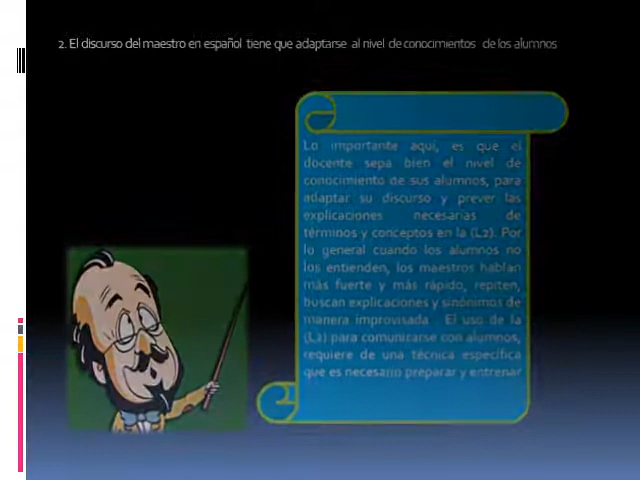 2. El discurso del maestro en español tiene que adaptarse al nivel de conocimientos de los alumnos
Lo importante aquí, es que el
docente sepa bien el nivel de
conocimiento de sus alumnos, para
adaptar su discurso y prever las
explicaciones necesarias de
términos y conceptos en la (L2). Por
lo general cuando los alumnos no
los entienden, los maestros hablan
más fuerte y más rápido, repiten,
buscan explicaciones y sinónimos de
manera improvisada . El uso de la
(L2) para comunicarse con alumnos,
requiere de una técnica específica
que es necesario preparar y entrenar